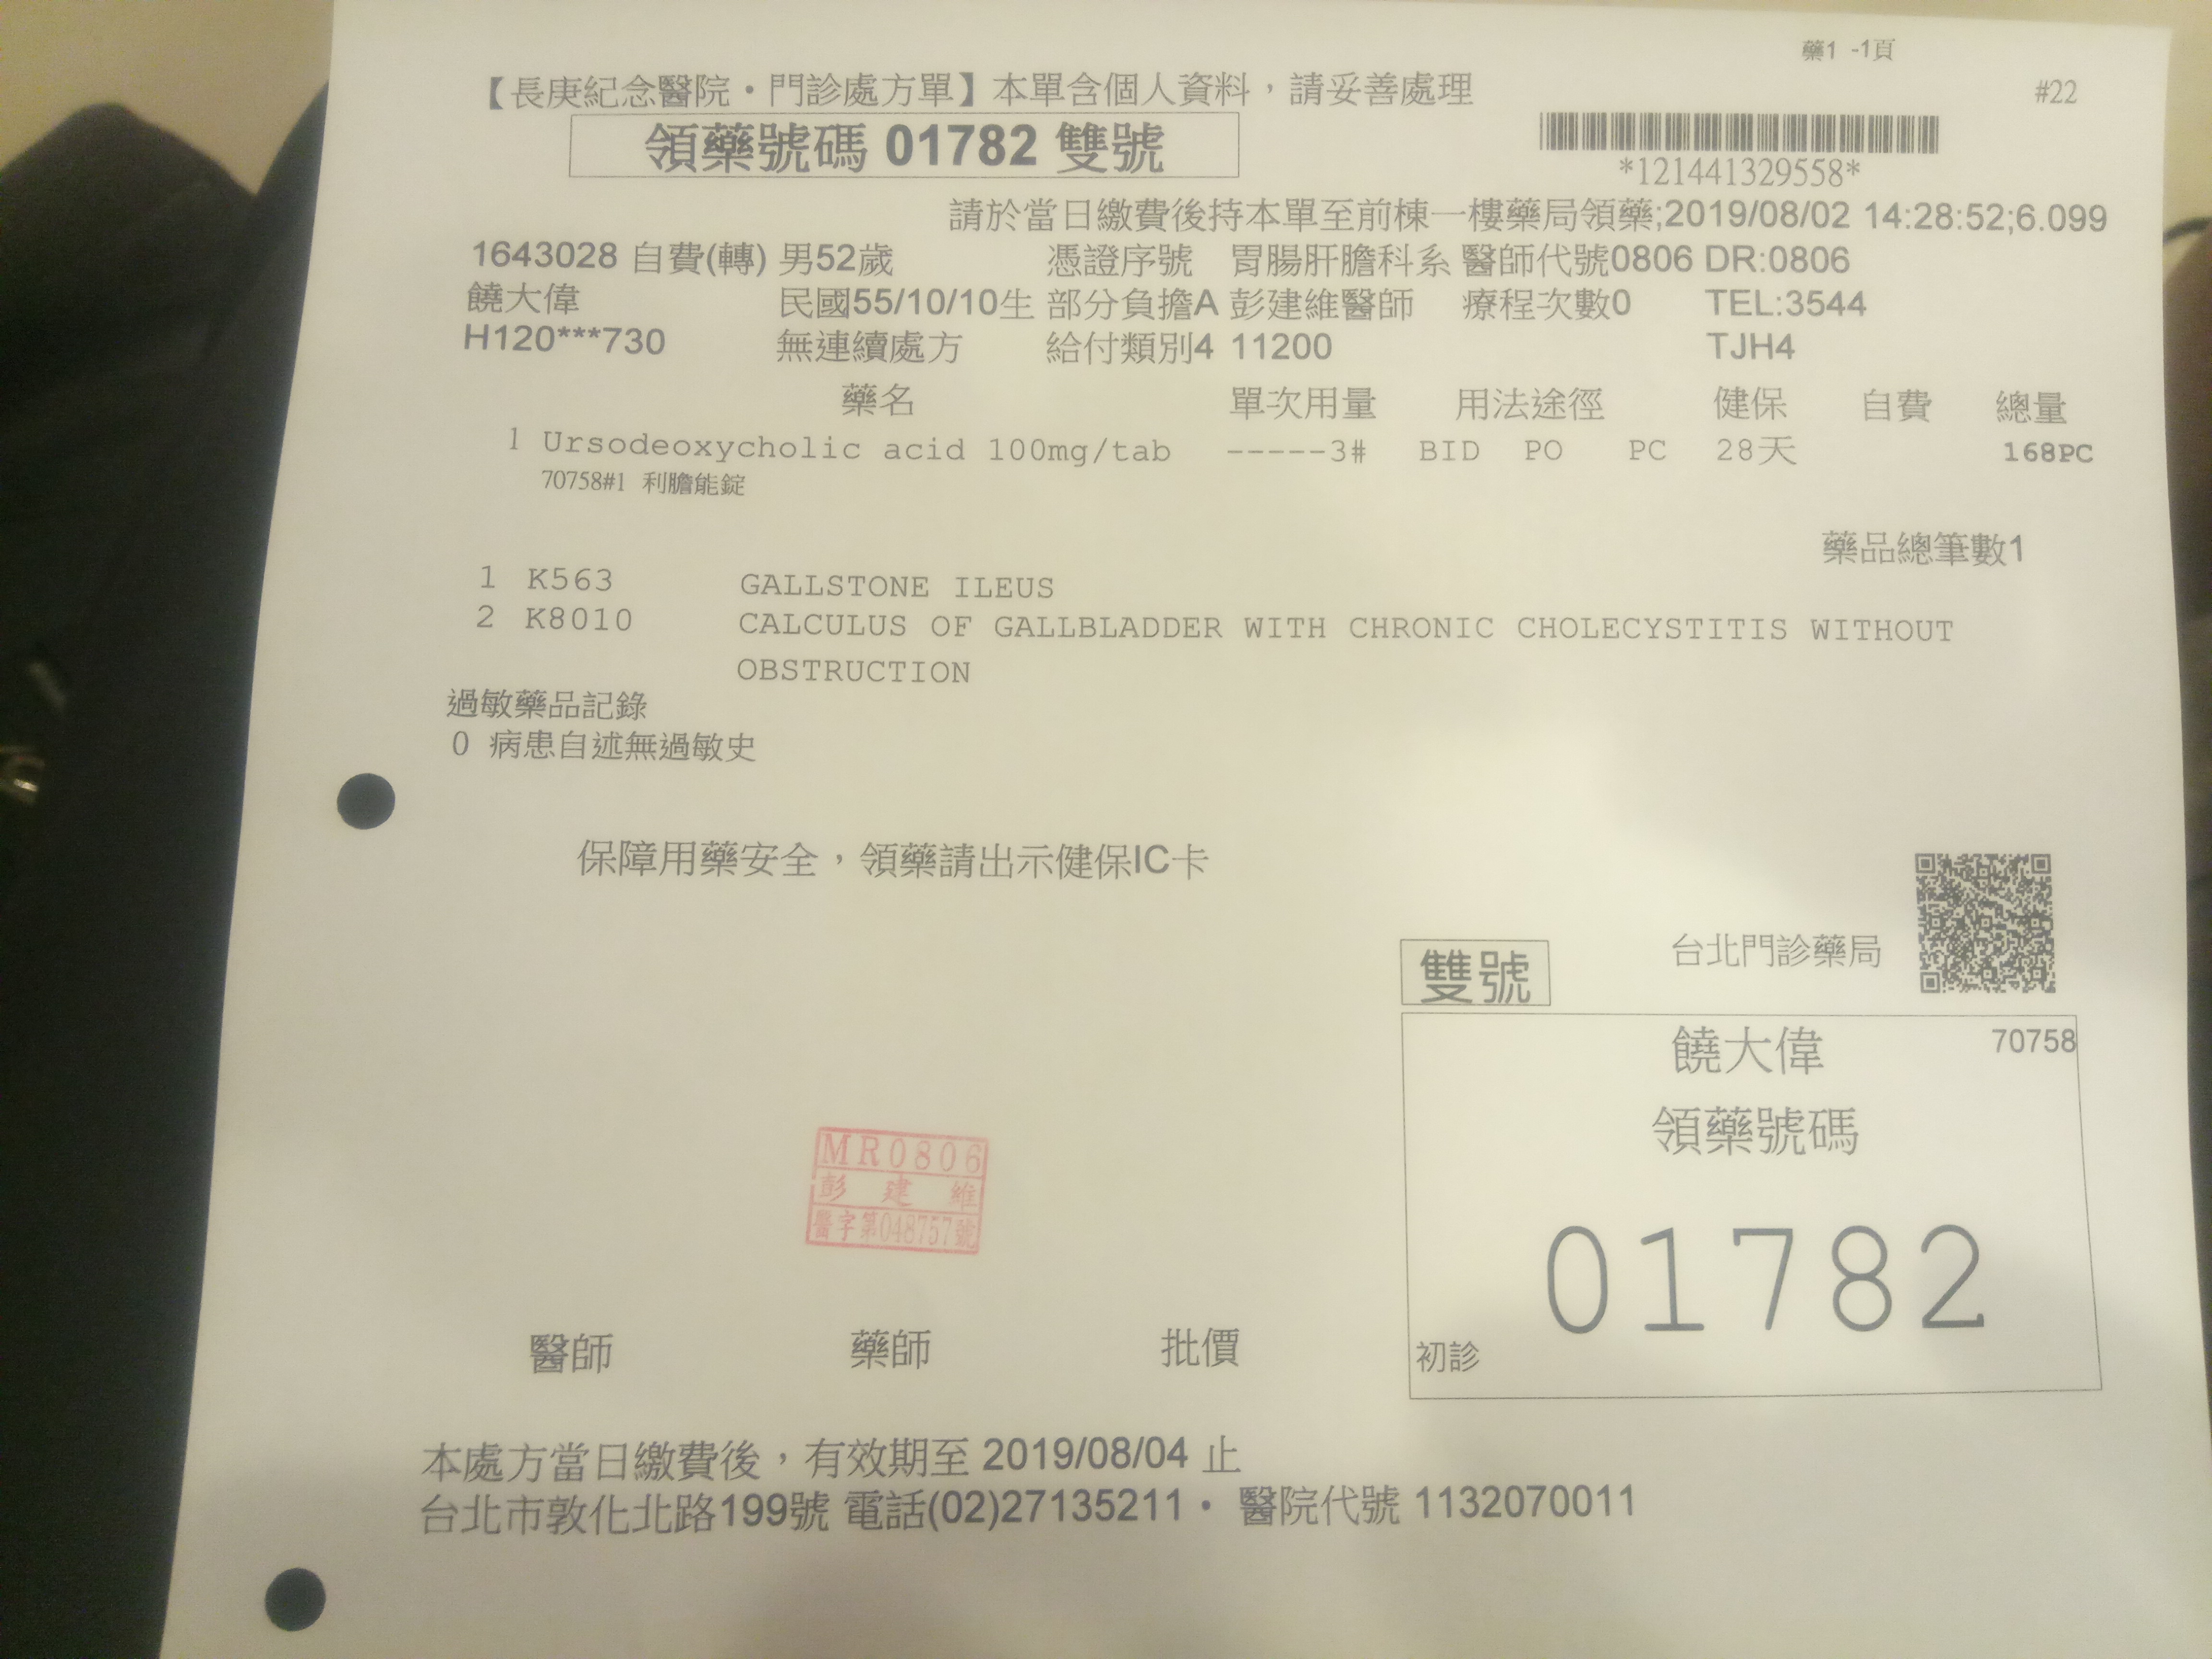 藥1 -1頁
【長庚紀念醫院•門診處方單】本單含個人資料，請妥善處理
#22
領藥號碼 01782 雙號
*121441329558*
請於當日繳費後持本單至前棟一樓藥局領藥;2019/08/02 14:28:52;6.099
1643028 自費(轉) 男52歲 憑證序號 胃腸肝膽科系 醫師代號0806 DR:0806
饒大偉 民國55/10/10生 部分負擔A 彭建維醫師 療程次數0 TEL:3544
H120***730 無連續處方 給付類別4 11200 TJH4
藥名 單次用量 用法途徑 健保 自費 總量
1 Ursodeoxycholic acid 100mg/tab -----3# BID PO PC 28天 168PC
70758#1 利膽能錠
藥品總筆數1
1 K563 GALLSTONE ILEUS
2 K8010 CALCULUS OF GALLBLADDER WITH CHRONIC CHOLECYSTITIS WITHOUT
OBSTRUCTION
過敏藥品記錄
0 病患自述無過敏史
保障用藥安全，領藥請出示健保IC卡
雙號 台北門診藥局
饒大偉 70758
領藥號碼
01782
初診
MR0806
彭建維
醫字第048757號
醫師 藥師 批價
本處方當日繳費後，有效期至 2019/08/04 止
台北市敦化北路199號 電話(02)27135211• 醫院代號 1132070011